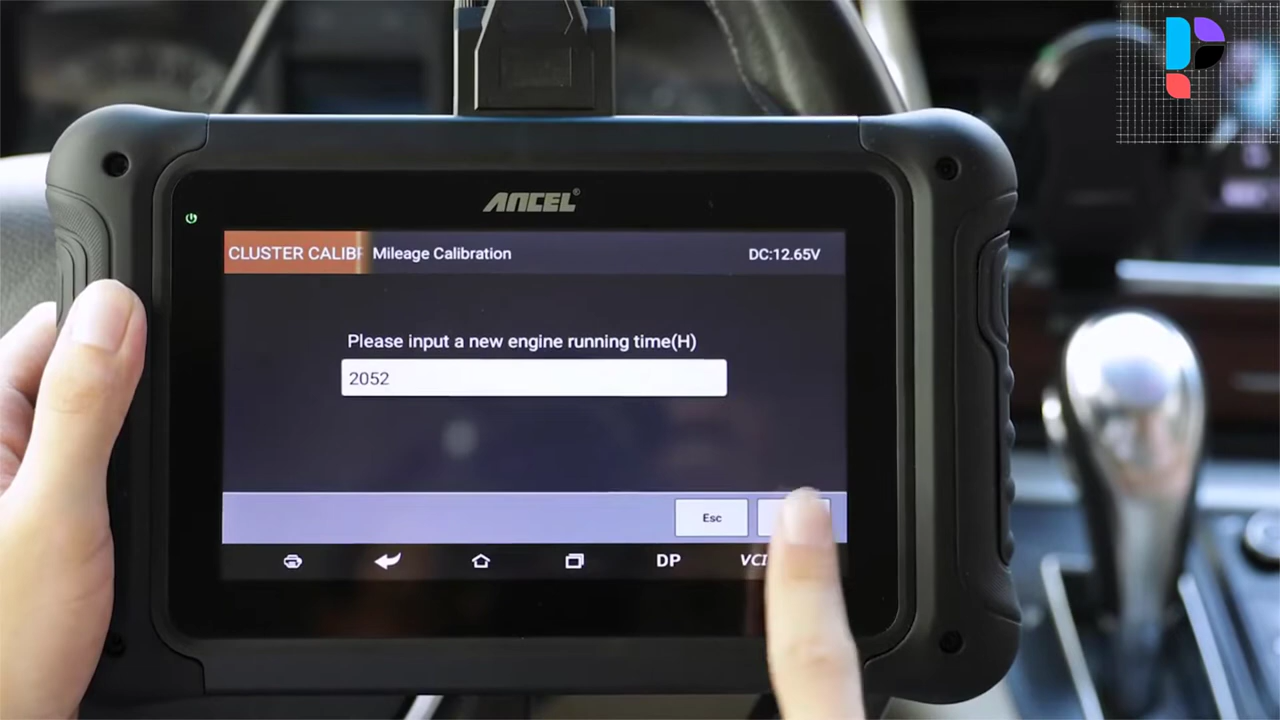 ANCEL®
CLUSTER CALIBR Mileage Calibration DC:12.65V
Please input a new engine running time(H)
2052
Esc
DP VCI